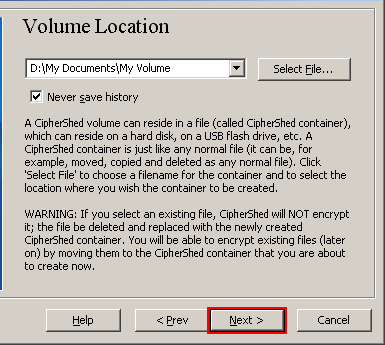 Volume Location
D:\My Documents\My Volume
Select File...
Never save history
A CipherShed volume can reside in a file (called CipherShed container),
which can reside on a hard disk, on a USB flash drive, etc. A
CipherShed container is just like any normal file (it can be, for
example, moved, copied and deleted as any normal file). Click
'Select File' to choose a filename for the container and to select the
location where you wish the container to be created.
WARNING: If you select an existing file, CipherShed will NOT encrypt
it; the file be deleted and replaced with the newly created
CipherShed container. You will be able to encrypt existing files (later
on) by moving them to the CipherShed container that you are about
to create now.
Help
< Prev
Next >
Cancel